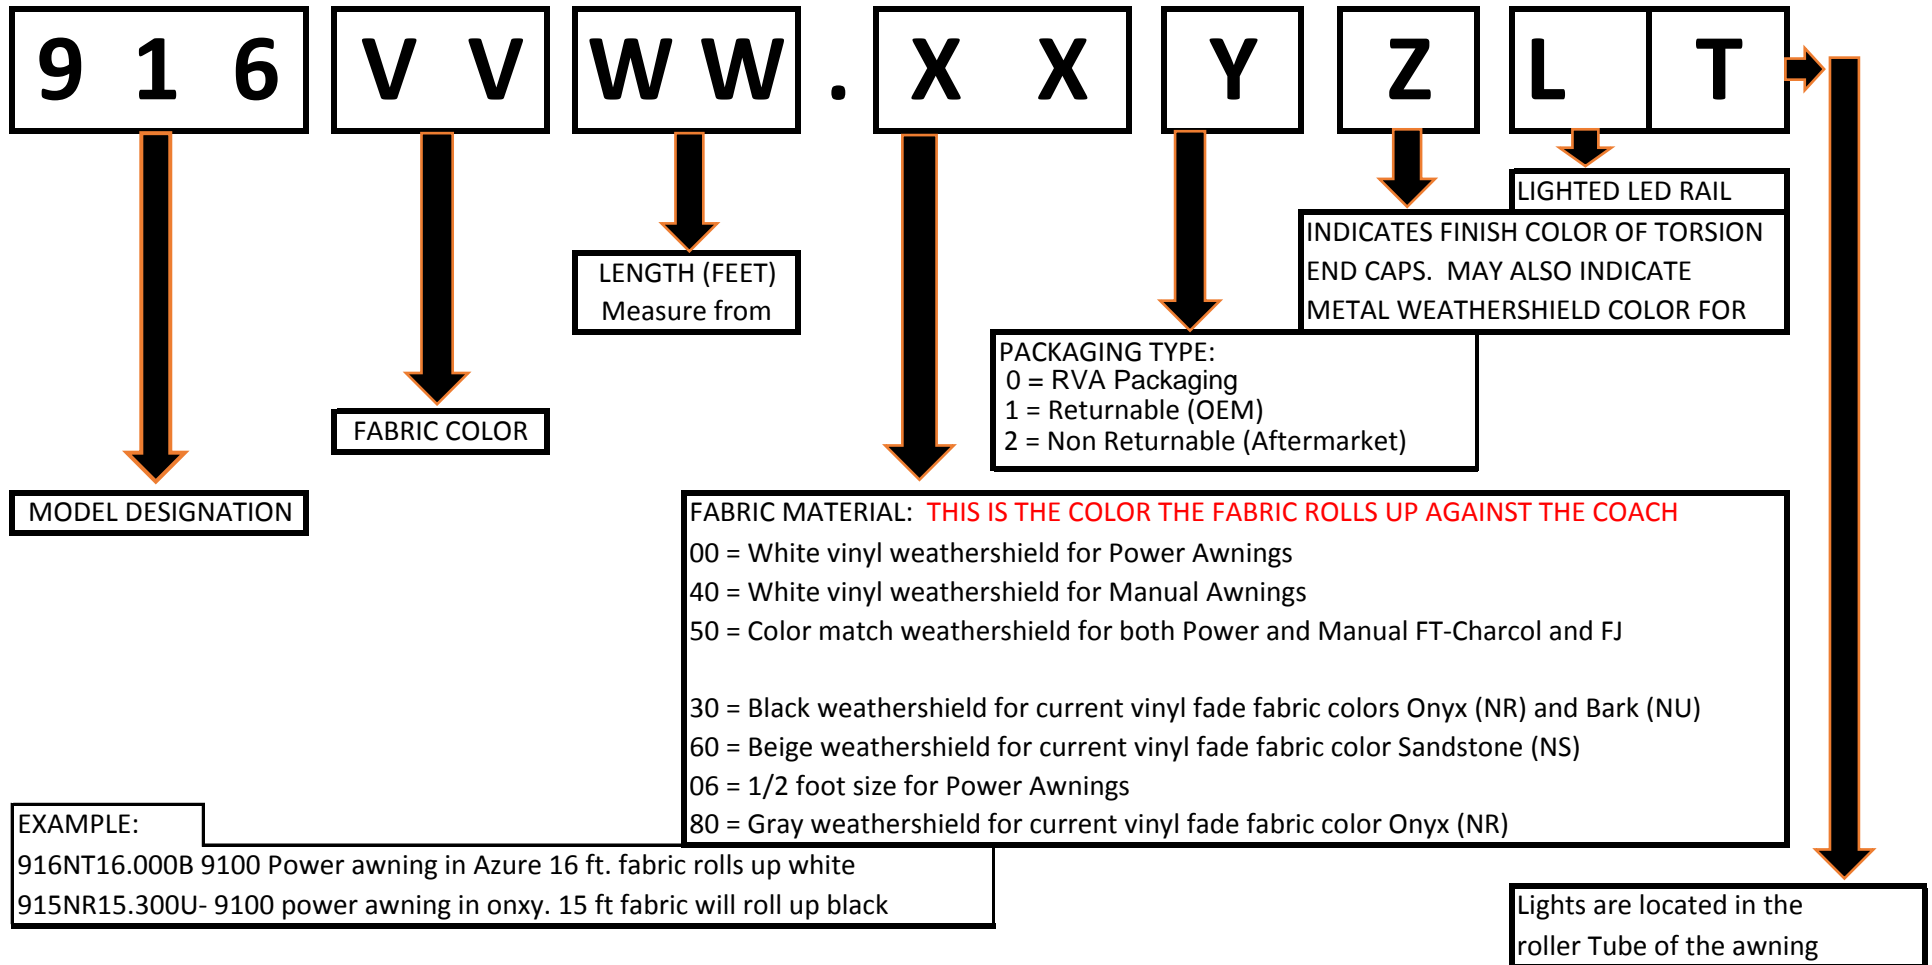 9 1 6 V V W W . X X Y Z L T
LIGHTED LED RAIL
INDICATES FINISH COLOR OF TORSION
END CAPS. MAY ALSO INDICATE
METAL WEATHERSHIELD COLOR FOR
LENGTH (FEET)
Measure from
PACKAGING TYPE:
0 = RVA Packaging
1 = Returnable (OEM)
2 = Non Returnable (Aftermarket)
FABRIC COLOR
MODEL DESIGNATION
FABRIC MATERIAL: THIS IS THE COLOR THE FABRIC ROLLS UP AGAINST THE COACH
00 = White vinyl weathershield for Power Awnings
40 = White vinyl weathershield for Manual Awnings
50 = Color match weathershield for both Power and Manual FT-Charcol and FJ
30 = Black weathershield for current vinyl fade fabric colors Onyx (NR) and Bark (NU)
60 = Beige weathershield for current vinyl fade fabric color Sandstone (NS)
06 = 1/2 foot size for Power Awnings
80 = Gray weathershield for current vinyl fade fabric color Onyx (NR)
EXAMPLE:
916NT16.000B 9100 Power awning in Azure 16 ft. fabric rolls up white
915NR15.300U- 9100 power awning in onxy. 15 ft fabric will roll up black
Lights are located in the
roller Tube of the awning